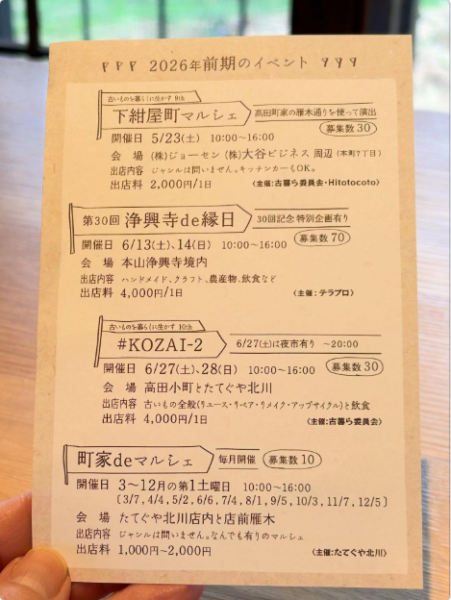 2026年前期のイベント
古いものを暮らしに生かす 9th
下紺屋町マルシェ
高田町家の雁木通りを使って演出
募集数30
開催日 5/23(土) 10:00~16:00
会 場 (株)ジョーセン (株)大谷ビジネス 周辺 (本町7丁目)
出店内容 ジャンルは問いません。キッチンカーもOK。
出店料 2,000円/1日
〈主催:古暮ら委員会・Hitotocoto〉
第30回 浄興寺de縁日
30回記念 特別企画有り
募集数70
開催日 6/13(土)、14(日) 10:00~16:00
会 場 本山浄興寺境内
出店内容 ハンドメイド、クラフト、農産物、飲食など
出店料 4,000円/1日
〈主催:テラプロ〉
古いものを暮らしに生かす 10th
#KOZAI-2
6/27(土)は夜市有り ~20:00
募集数30
開催日 6/27(土)、28(日) 10:00~16:00
会 場 高田小町とたてぐや北川
出店内容 古いもの全般(リユース・リペア・リメイク・アップサイクル)と飲食
出店料 4,000円/1日
〈主催:古暮ら委員会〉
町家deマルシェ
毎月開催
募集数10
開催日 3~12月の第1土曜日 10:00~16:00
〔3/7, 4/4, 5/2, 6/6, 7/4, 8/1, 9/5, 10/3, 11/7, 12/5〕
会 場 たてぐや北川店内と店前雁木
出店内容 ジャンルは問いません。なんでも有りのマルシェ
出店料 1,000円~2,000円
〈主催:たてぐや北川〉